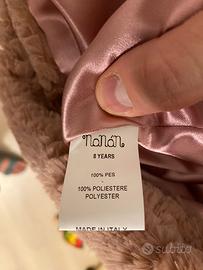 nanán
8 YEARS
100% PES
-
100% POLIESTERE
POLYESTER
MADE IN ITALY
subito